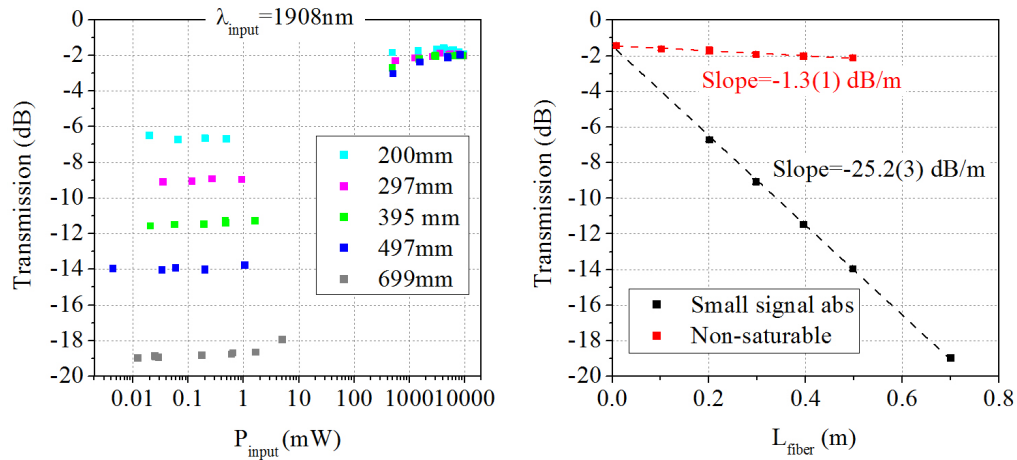 λinput=1908nm
0
-2
-4
-6
-8
-10
-12
-14
-16
-18
-20
Transmission (dB)
200mm
297mm
395 mm
497mm
699mm
0.01 0.1 1 10 1000 10000
Pinput (mW)
0
-2
-4
-6
-8
-10
-12
-14
-16
-18
-20
Transmission (dB)
Slope=-1.3(1) dB/m
Slope=-25.2(3) dB/m
Small signal abs
Non-saturable
0.0 0.2 0.4 0.6 0.8
Lfiber (m)